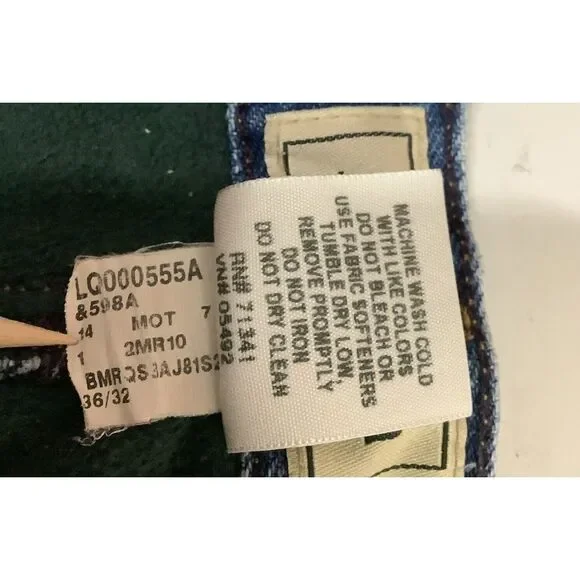 LQ000555A
&598A
14 MOT 7
1 2MR10
BMRQS3AJ81S2
36/32
MACHINE WASH COLD
WITH LIKE COLORS
DO NOT BLEACH OR
USE FABRIC SOFTENERS
TUMBLE DRY LOW,
REMOVE PROMPTLY
DO NOT IRON
DO NOT DRY CLEAN
RN# 71341
VN# 05492